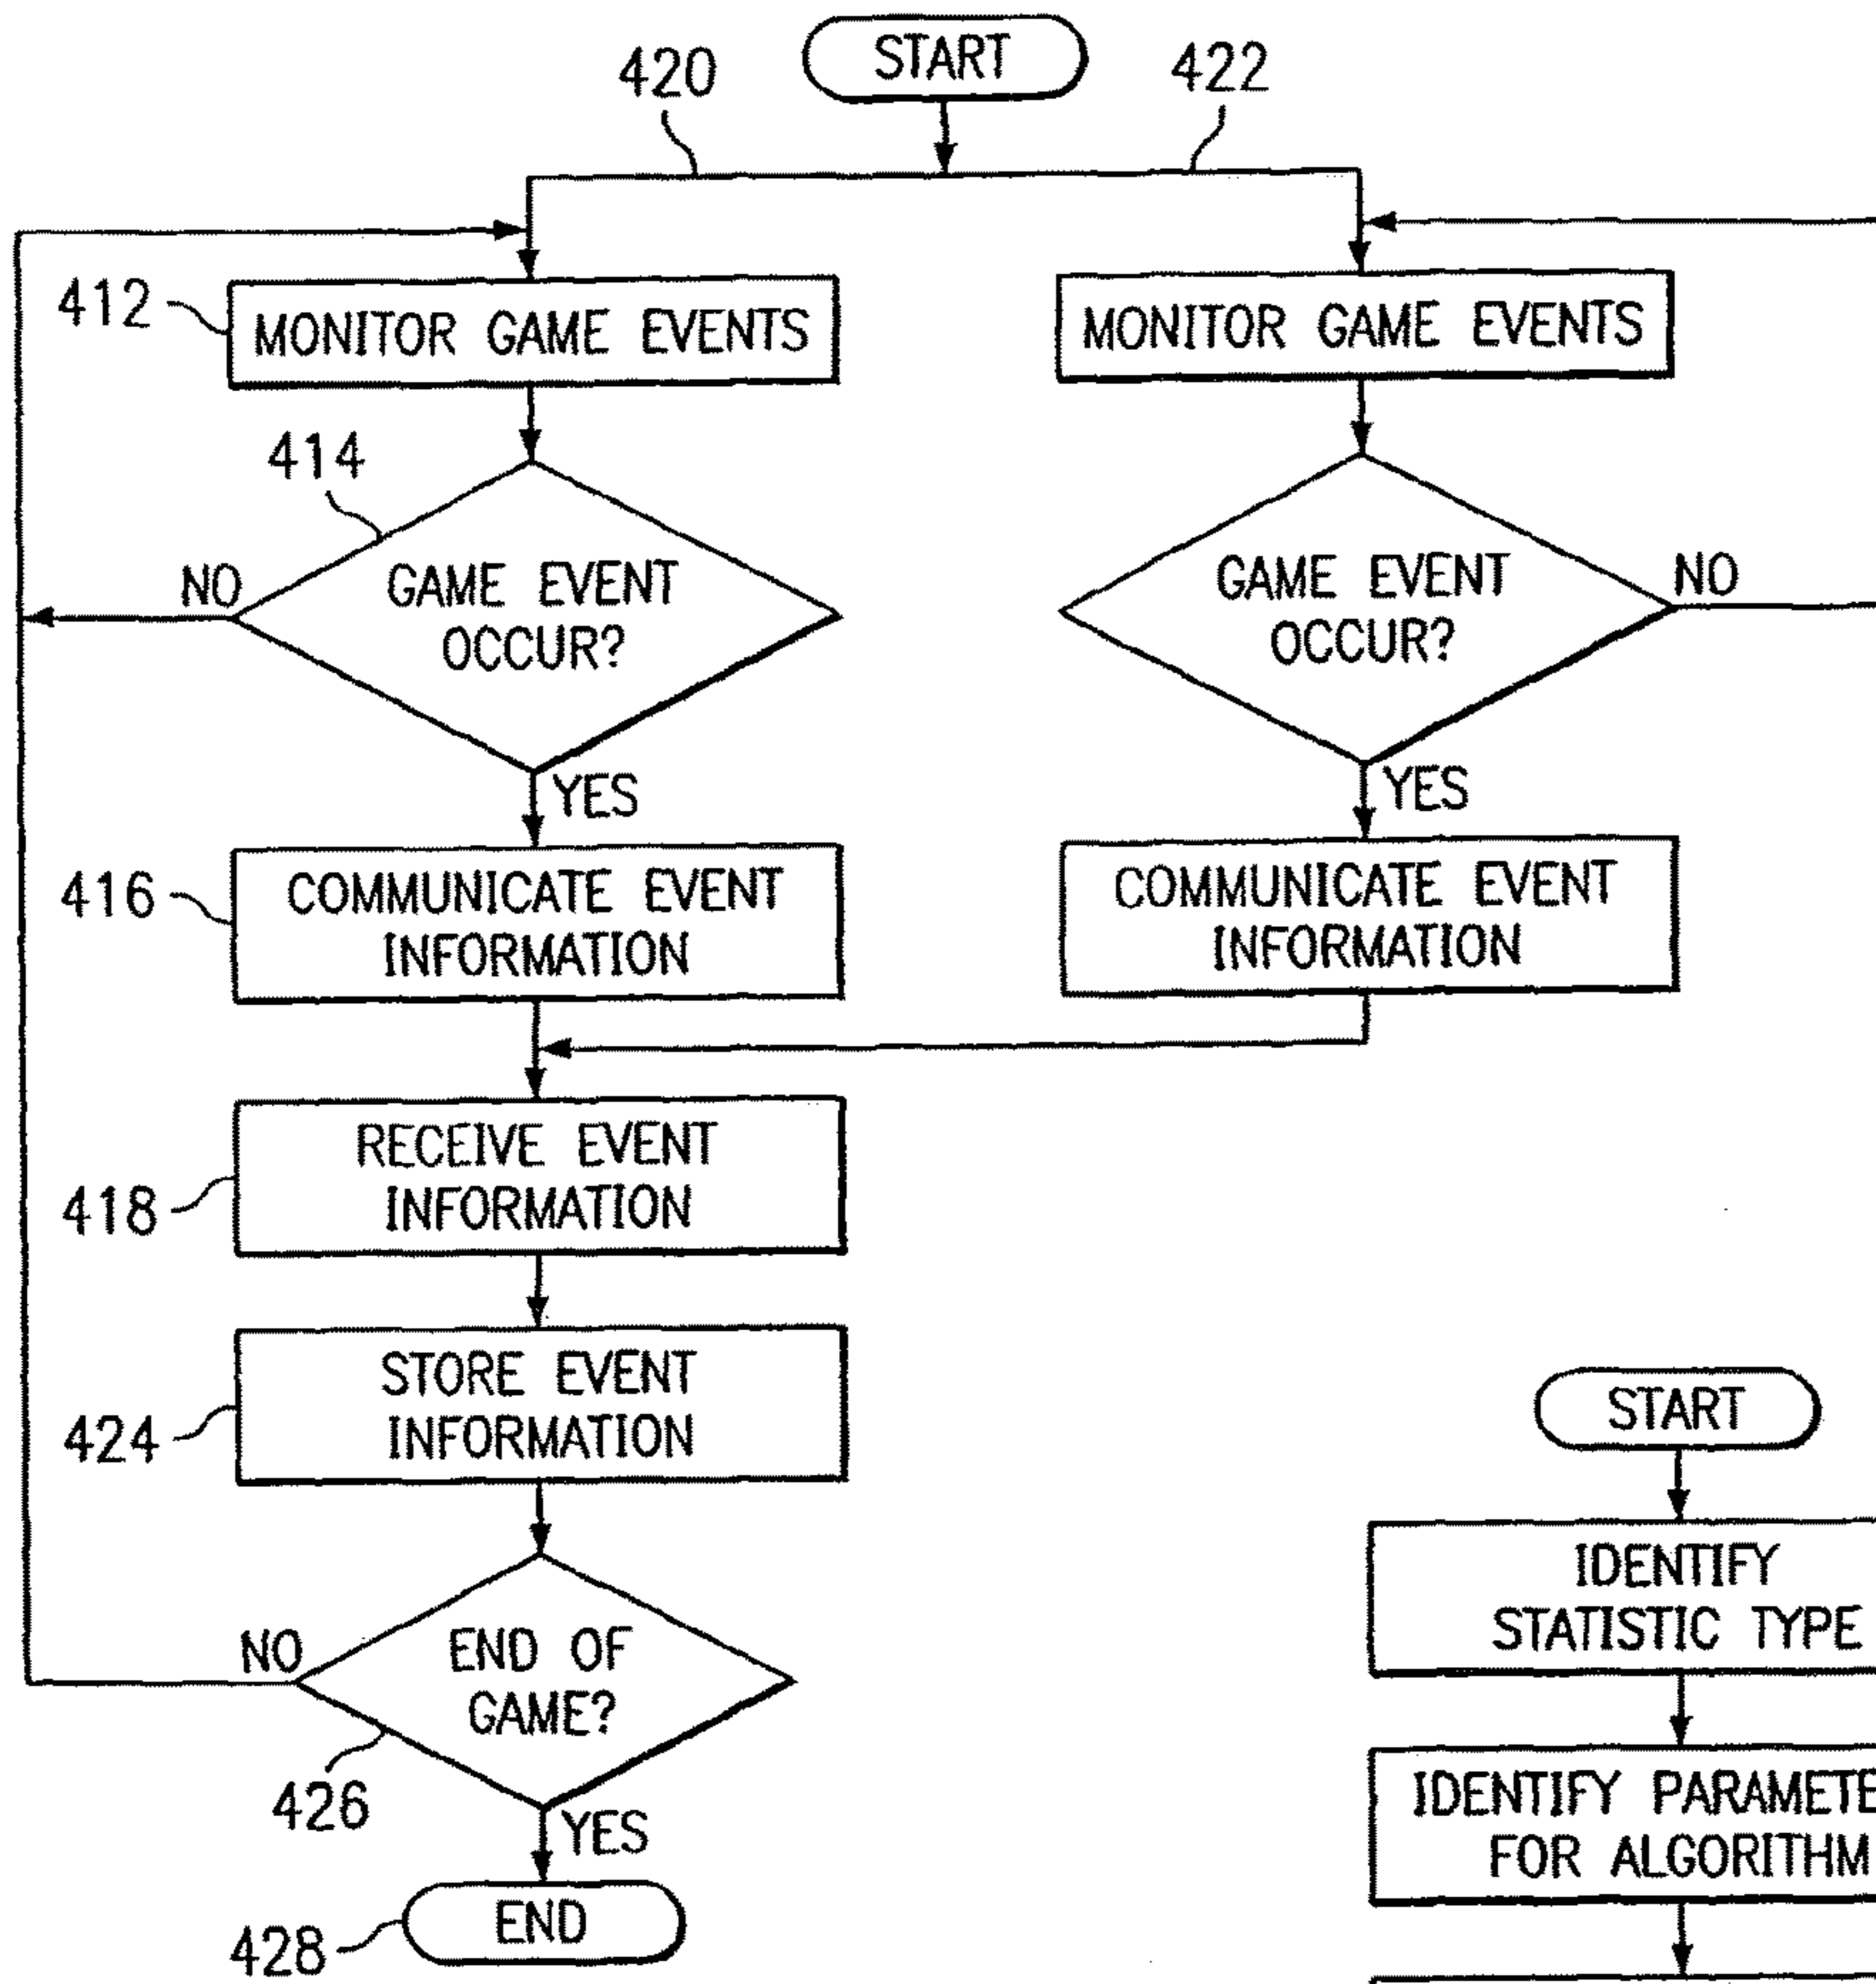 START
420
422
412
MONITOR GAME EVENTS
MONITOR GAME EVENTS
414
GAME EVENT
OCCUR?
NO
YES
GAME EVENT
OCCUR?
NO
YES
416
COMMUNICATE EVENT
INFORMATION
COMMUNICATE EVENT
INFORMATION
418
RECEIVE EVENT
INFORMATION
424
STORE EVENT
INFORMATION
END OF
GAME?
NO
426
YES
428
END
START
IDENTIFY
STATISTIC TYPE
IDENTIFY
FOR ALGORITHM